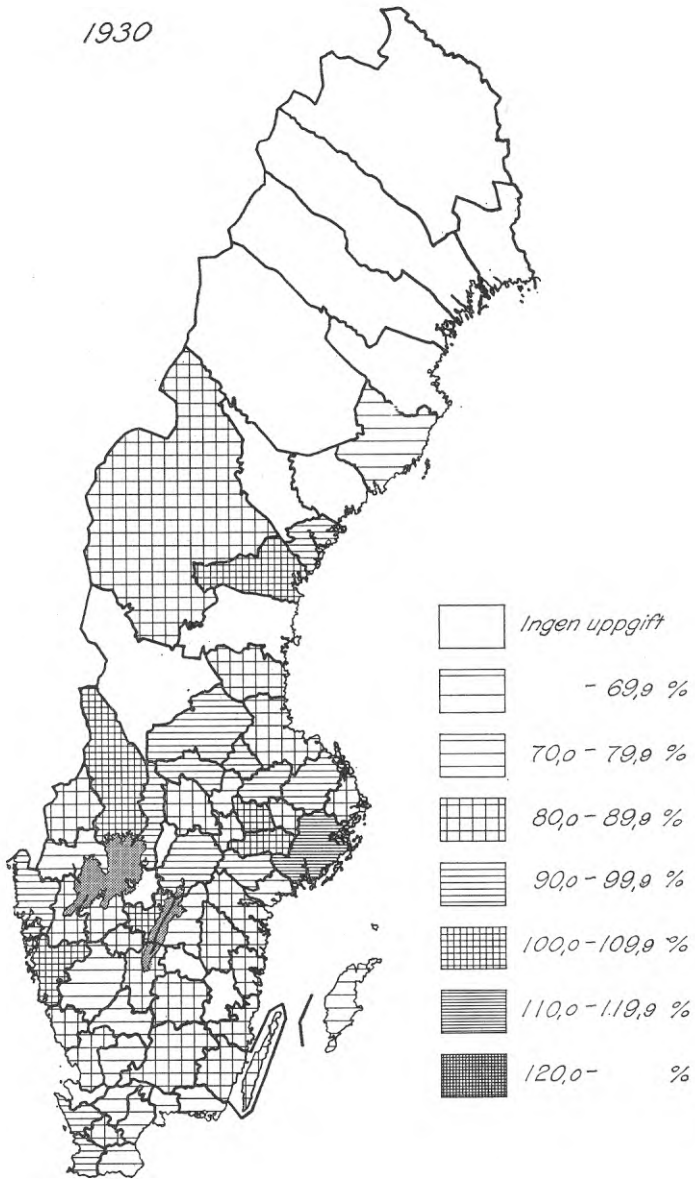 1930
Ingen uppgift
- 69,9 %
70,0 - 79,9 %
80,0 - 89,9 %
90,0 - 99,9 %
100,0 - 109,9 %
110,0 - 119,9 %
120,0 - %